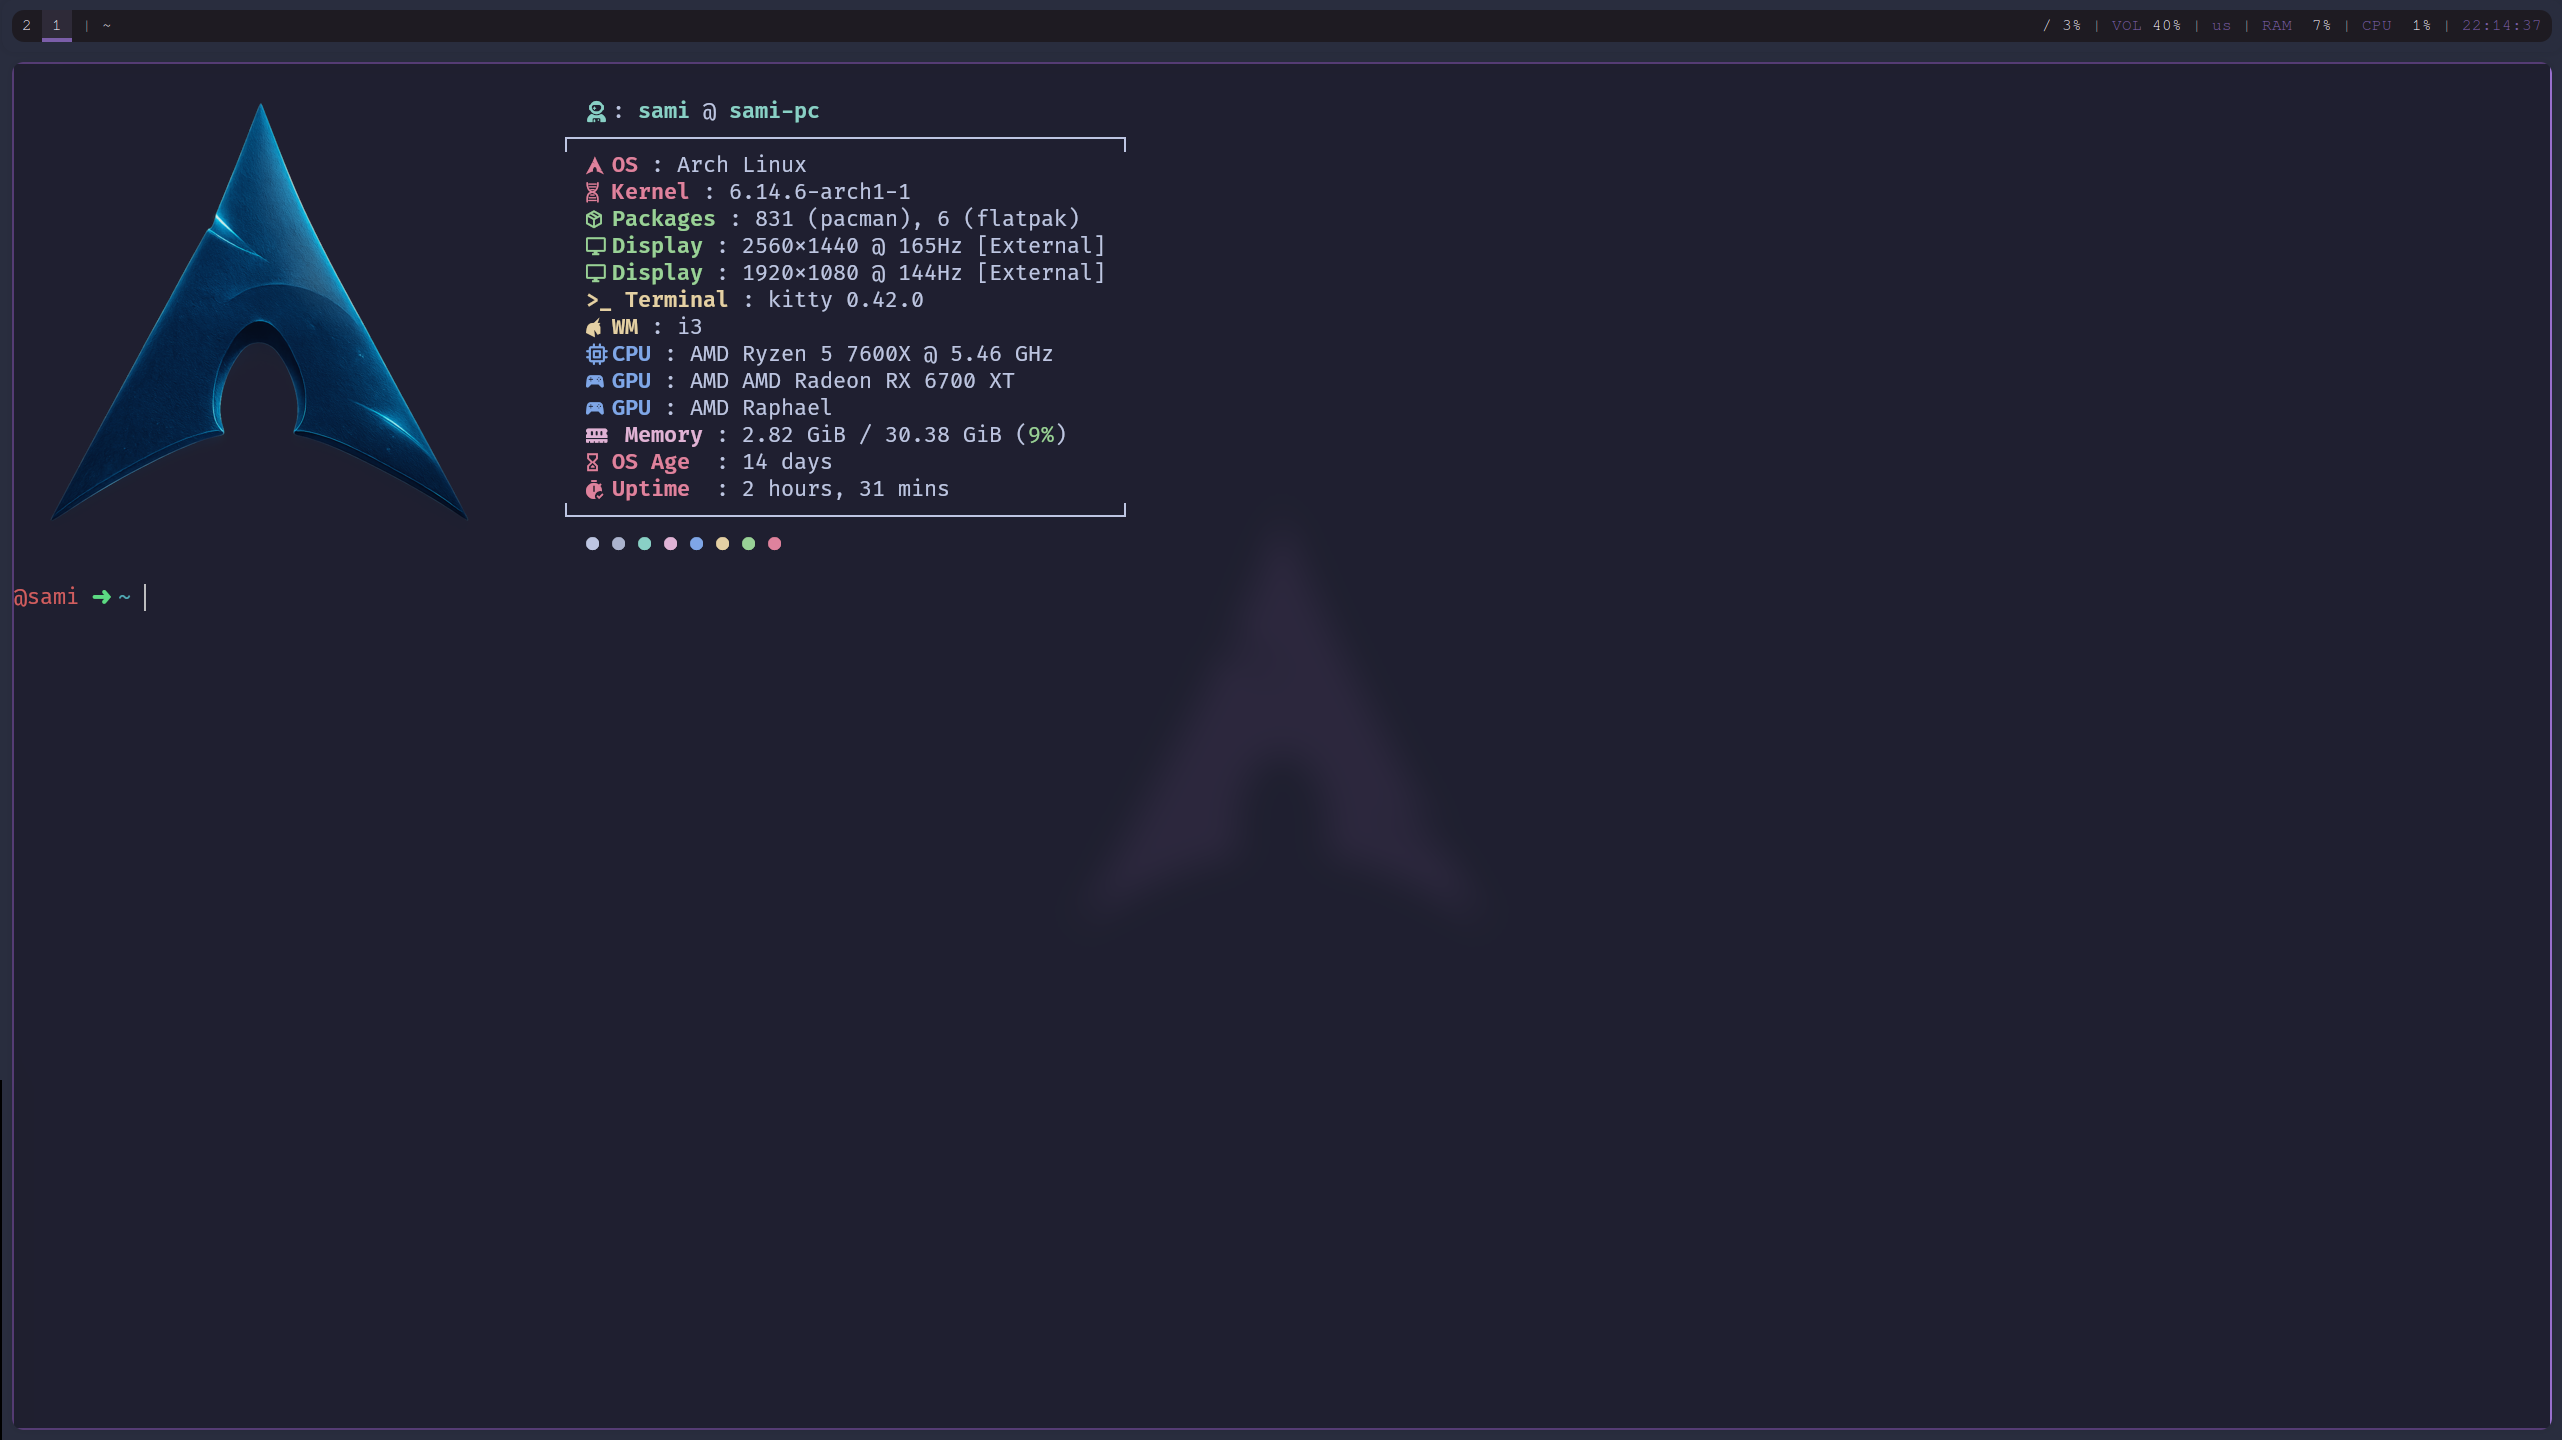 2 1 | ~ / 3% | VOL 40% | us | RAM 7% | CPU 1% | 22:14:37
: sami @ sami-pc
OS : Arch Linux
Kernel : 6.14.6-arch1-1
Packages : 831 (pacman), 6 (flatpak)
Display : 2560×1440 @ 165Hz [External]
Display : 1920×1080 @ 144Hz [External]
>_ Terminal : kitty 0.42.0
WM : i3
CPU : AMD Ryzen 5 7600X @ 5.46 GHz
GPU : AMD AMD Radeon RX 6700 XT
GPU : AMD Raphael
Memory : 2.82 GiB / 30.38 GiB (9%)
OS Age : 14 days
Uptime : 2 hours, 31 mins
@sami ➜ ~